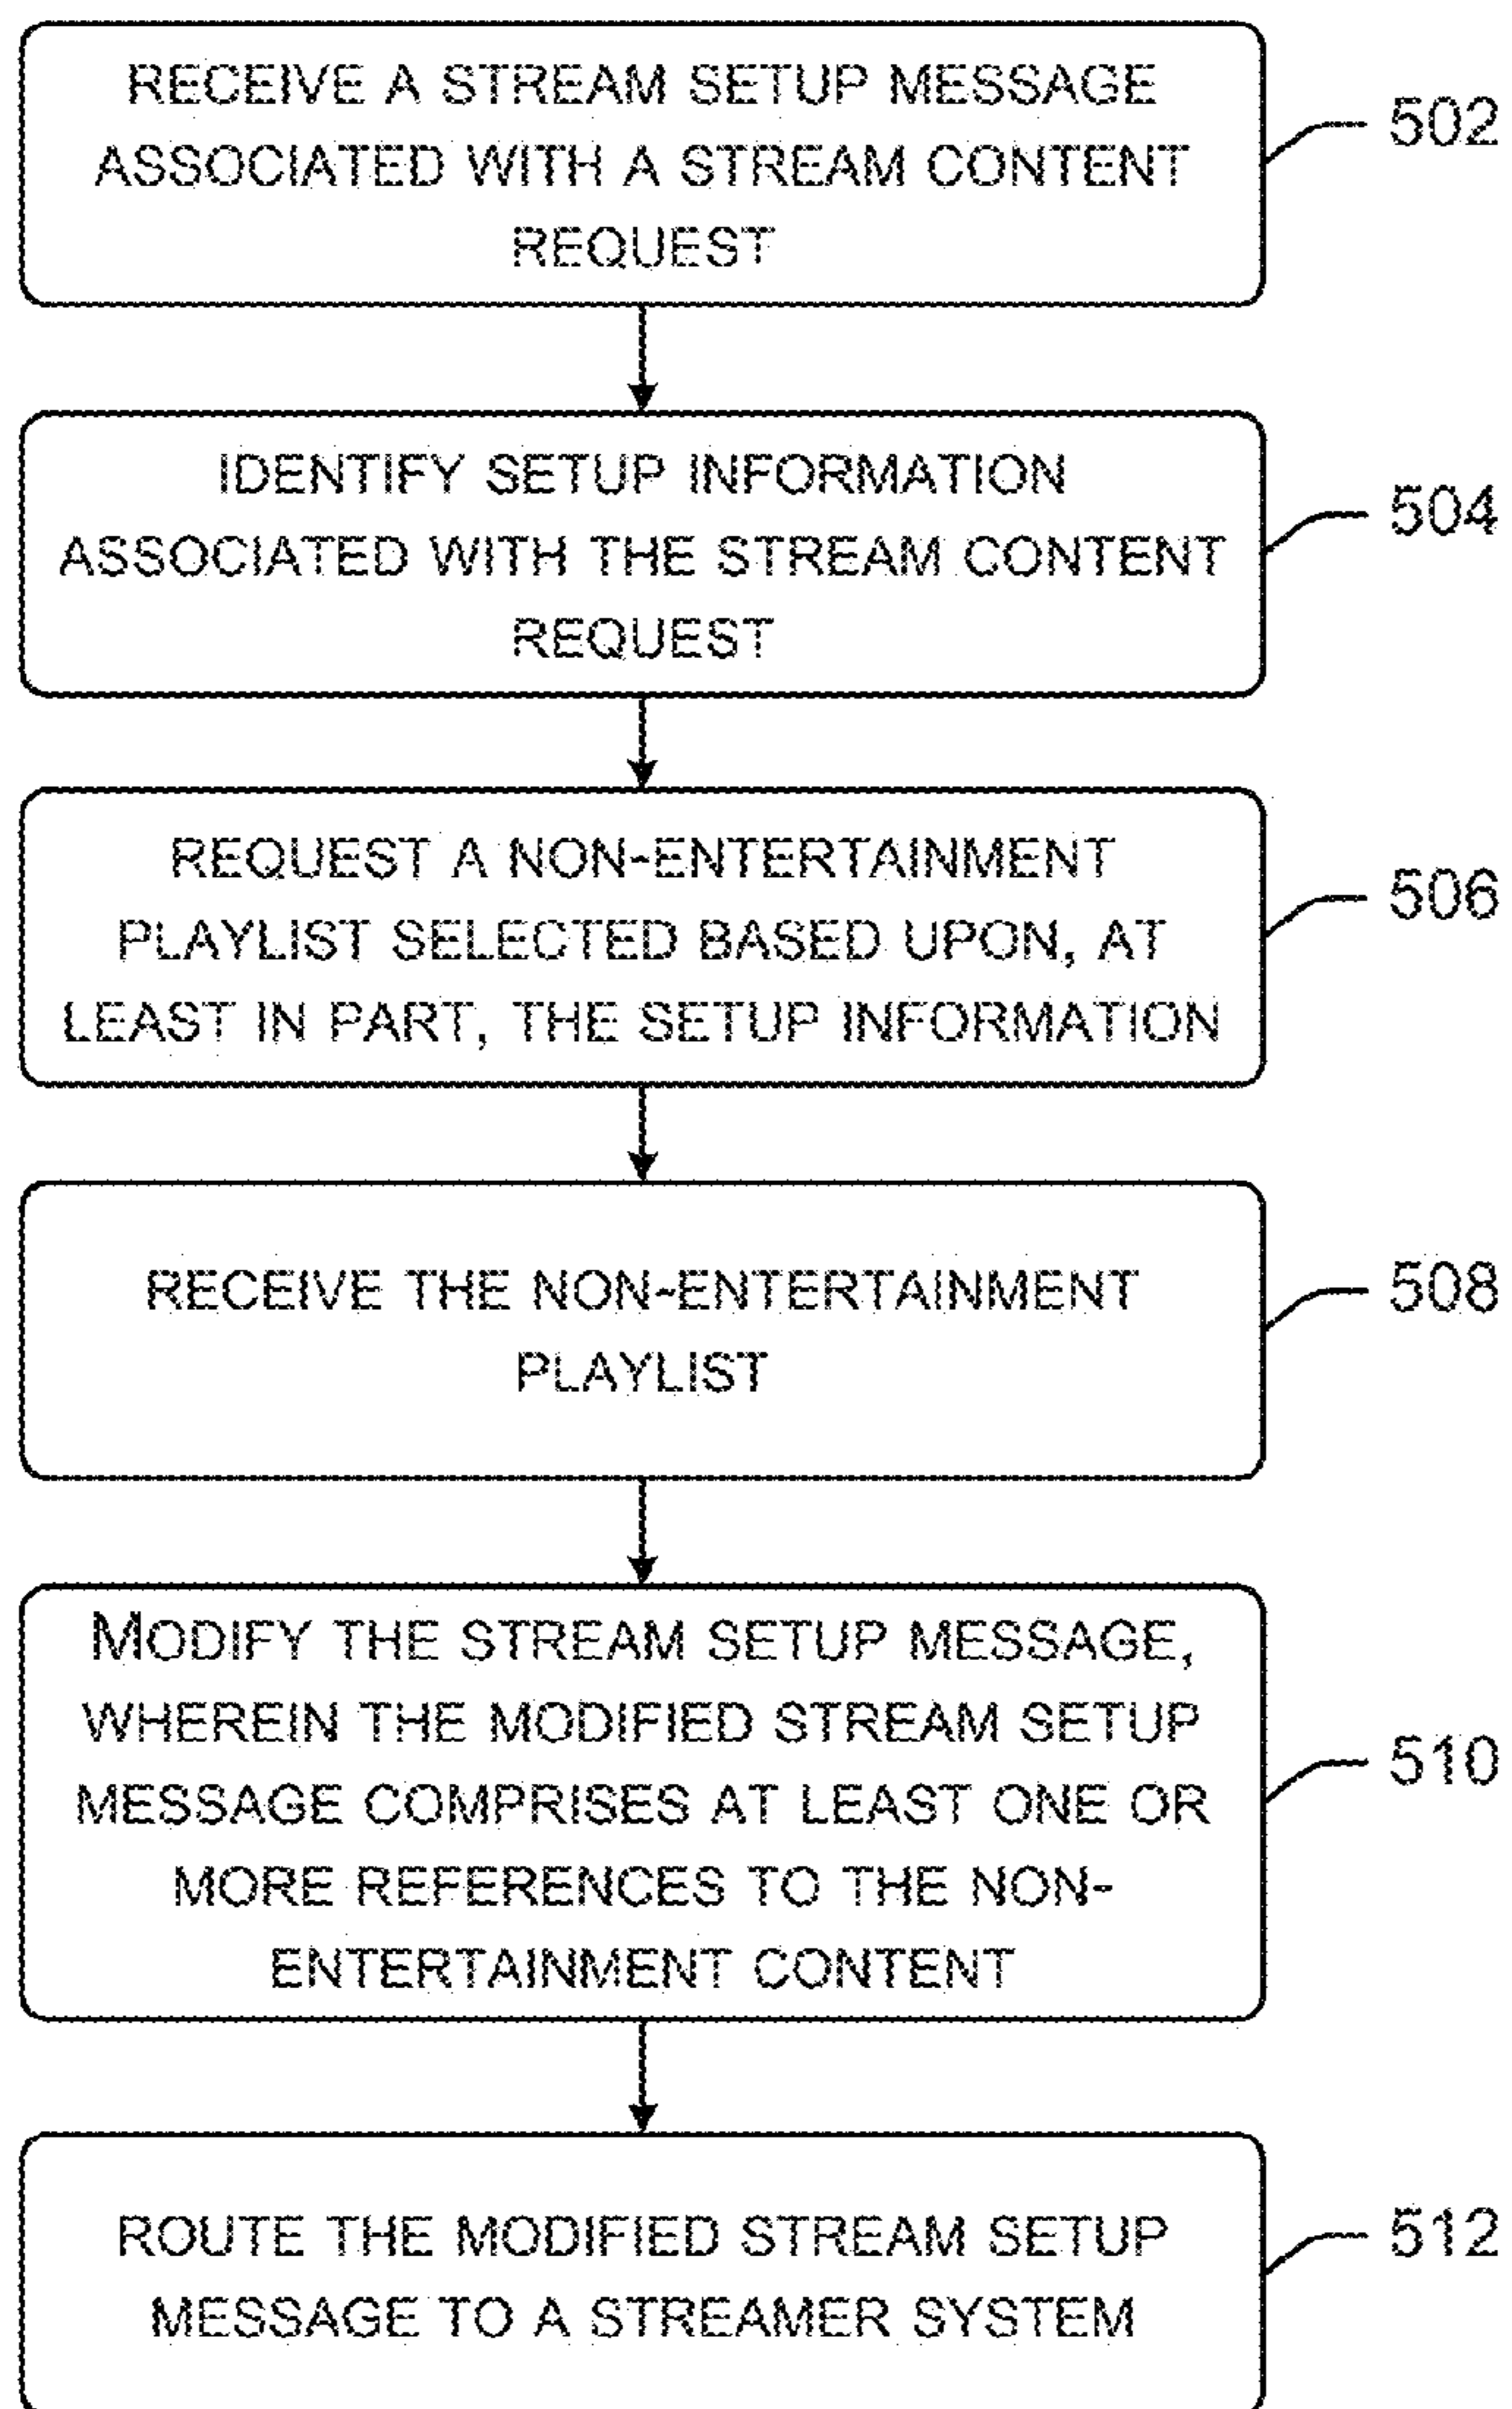 RECEIVE A STREAM SETUP MESSAGE
ASSOCIATED WITH A STREAM CONTENT
REQUEST
502
IDENTIFY SETUP INFORMATION
ASSOCIATED WITH THE STREAM CONTENT
REQUEST
504
REQUEST A NON-ENTERTAINMENT
PLAYLIST SELECTED BASED UPON, AT
LEAST IN PART, THE SETUP INFORMATION
506
RECEIVE THE NON-ENTERTAINMENT
PLAYLIST
508
MODIFY THE STREAM SETUP MESSAGE,
WHEREIN THE MODIFIED STREAM SETUP
MESSAGE COMPRISES AT LEAST ONE OR
MORE REFERENCES TO THE NON-
ENTERTAINMENT CONTENT
510
ROUTE THE MODIFIED STREAM SETUP
MESSAGE TO A STREAMER SYSTEM
512